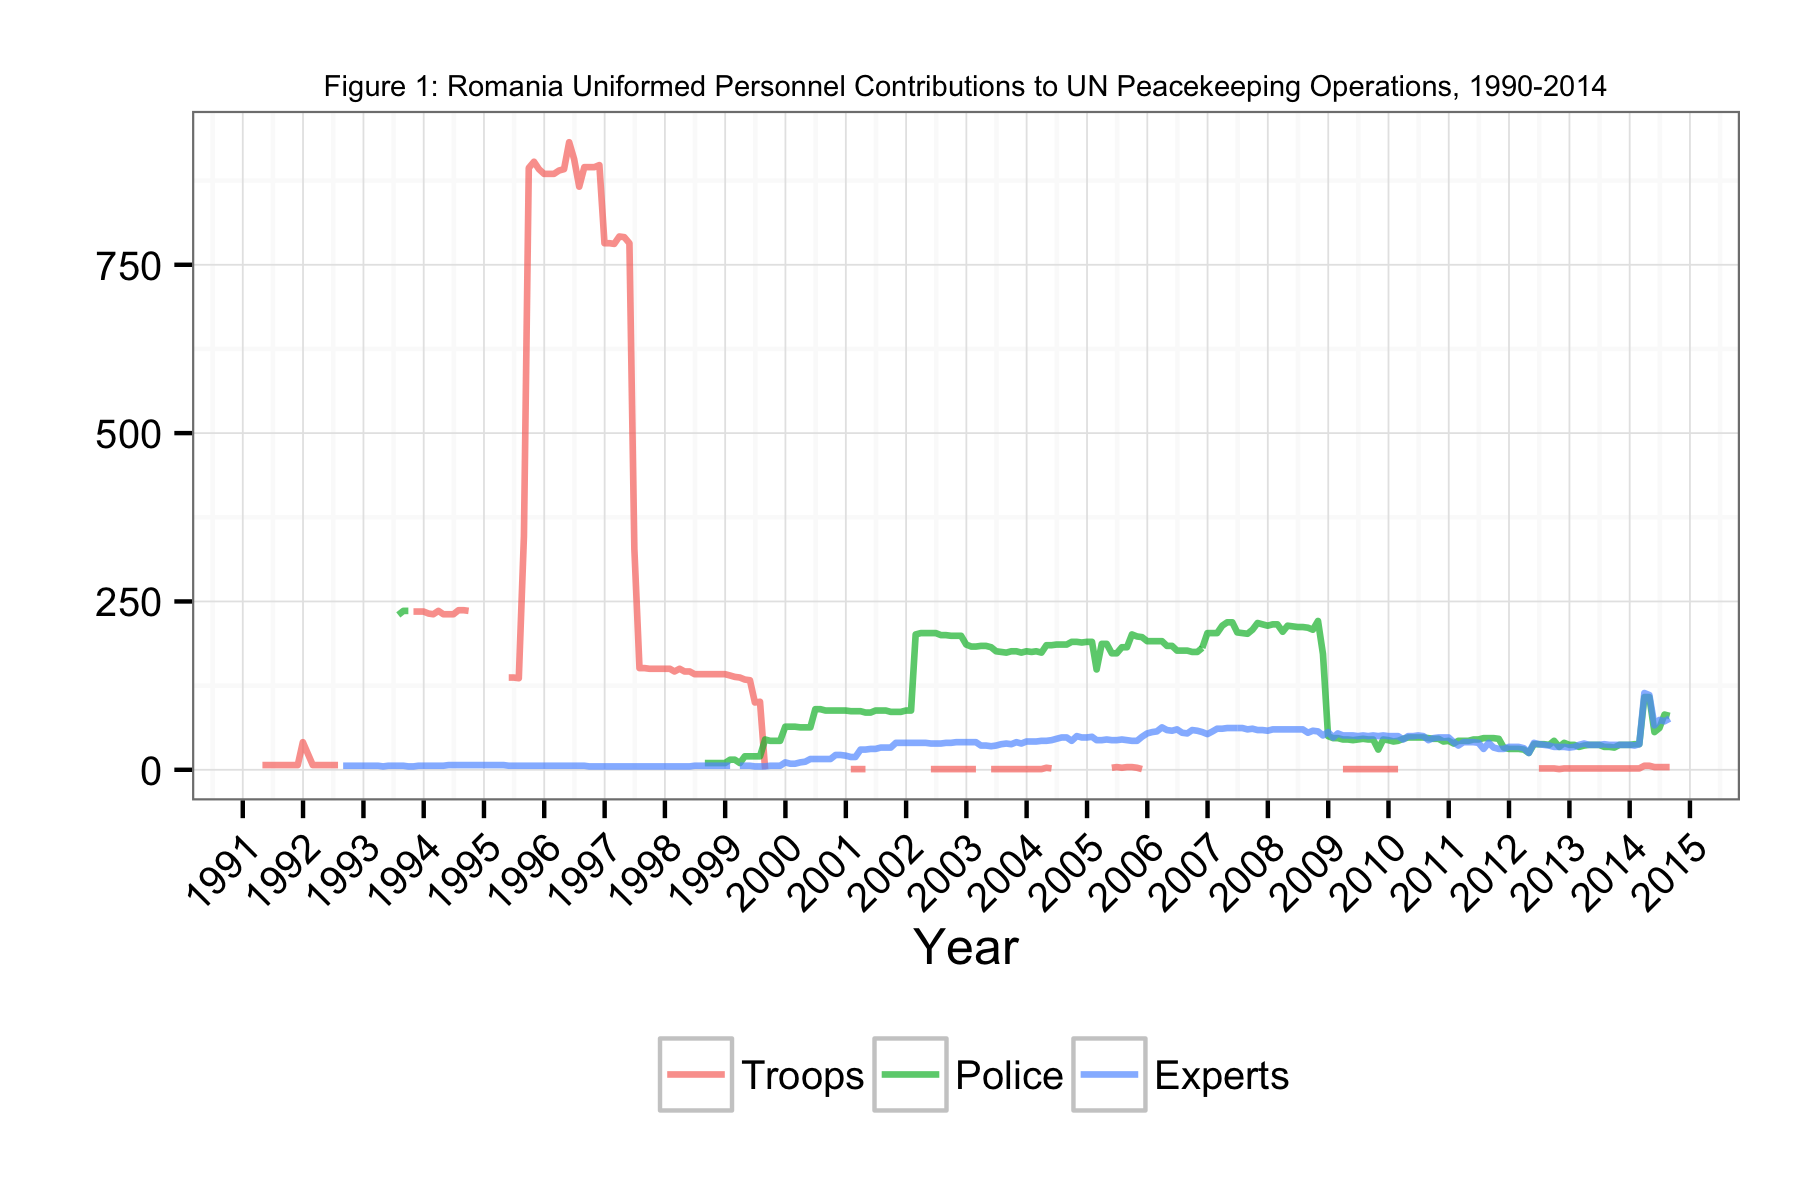 Figure 1: Romania Uniformed Personnel Contributions to UN Peacekeeping Operations, 1990-2014
750
500
250
0
1991 1992 1993 1994 1995 1996 1997 1998 1999 2000 2001 2002 2003 2004 2005 2006 2007 2008 2009 2010 2011 2012 2013 2014 2015
Year
Troops Police Experts